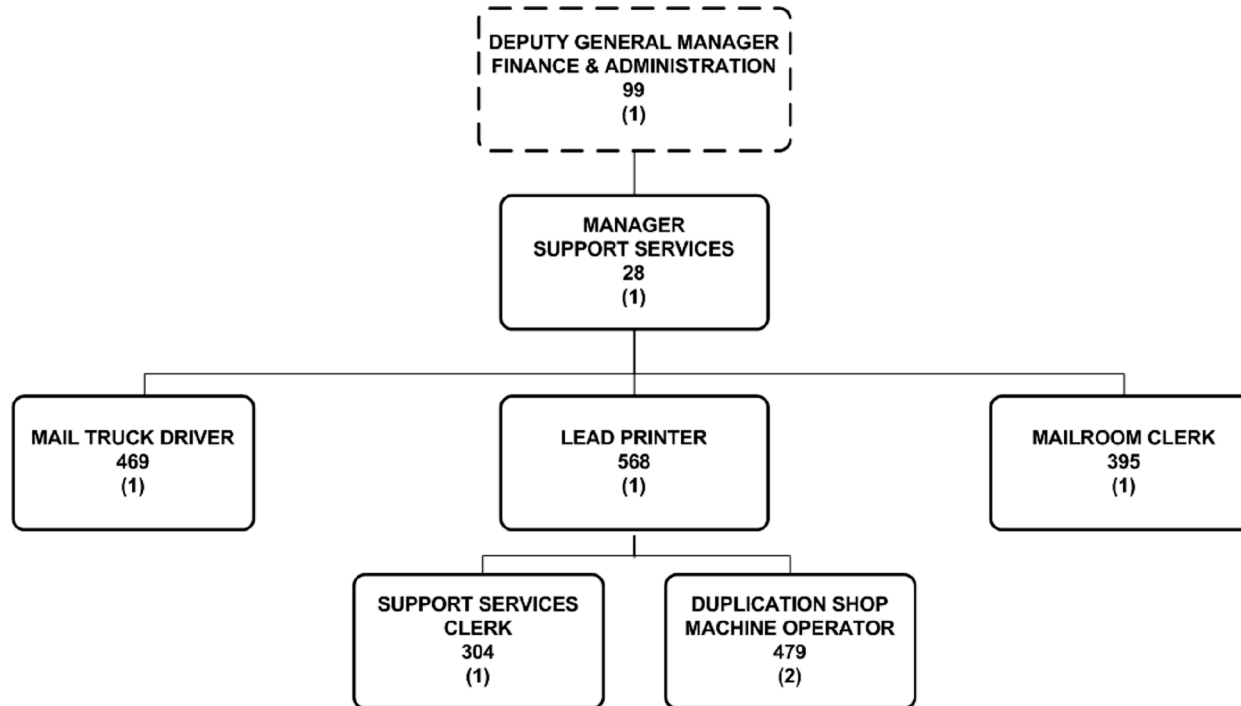 DEPUTY GENERAL MANAGER
FINANCE & ADMINISTRATION
99
(1)
MANAGER
SUPPORT SERVICES
28
(1)
MAIL TRUCK DRIVER
469
(1)
LEAD PRINTER
568
(1)
MAILROOM CLERK
395
(1)
SUPPORT SERVICES
CLERK
304
(1)
DUPLICATION SHOP
MACHINE OPERATOR
479
(2)